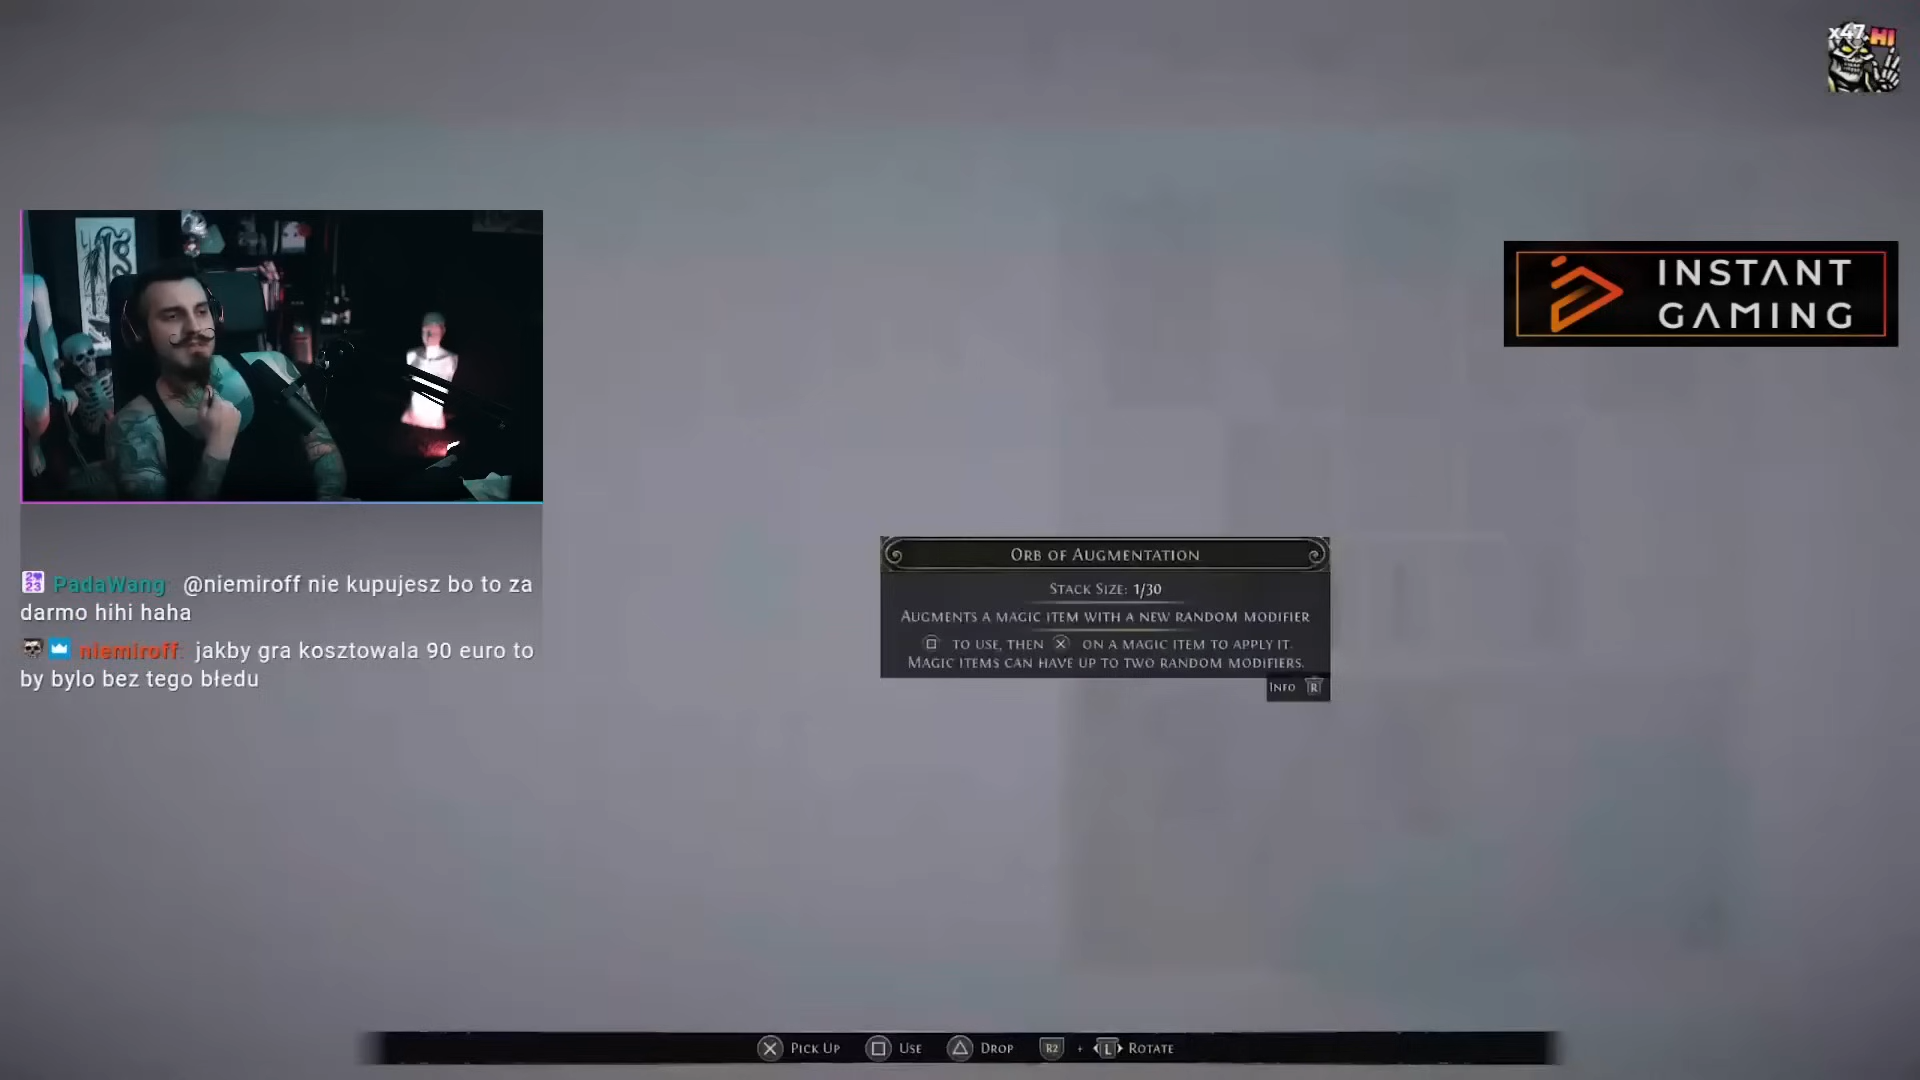 x47 HI
INSTANT
GAMING
ORB OF AUGMENTATION
STACK SIZE: 1/30
AUGMENTS A MAGIC ITEM WITH A NEW RANDOM MODIFIER
TO USE, THEN ON A MAGIC ITEM TO APPLY IT.
MAGIC ITEMS CAN HAVE UP TO TWO RANDOM MODIFIERS.
INFO R
2023 PadaWang: @niemiroff nie kupujesz bo to za
darmo hihi haha
niemiroff: jakby gra kosztowala 90 euro to
by bylo bez tego błedu
PICK UP USE DROP R2 + L ROTATE